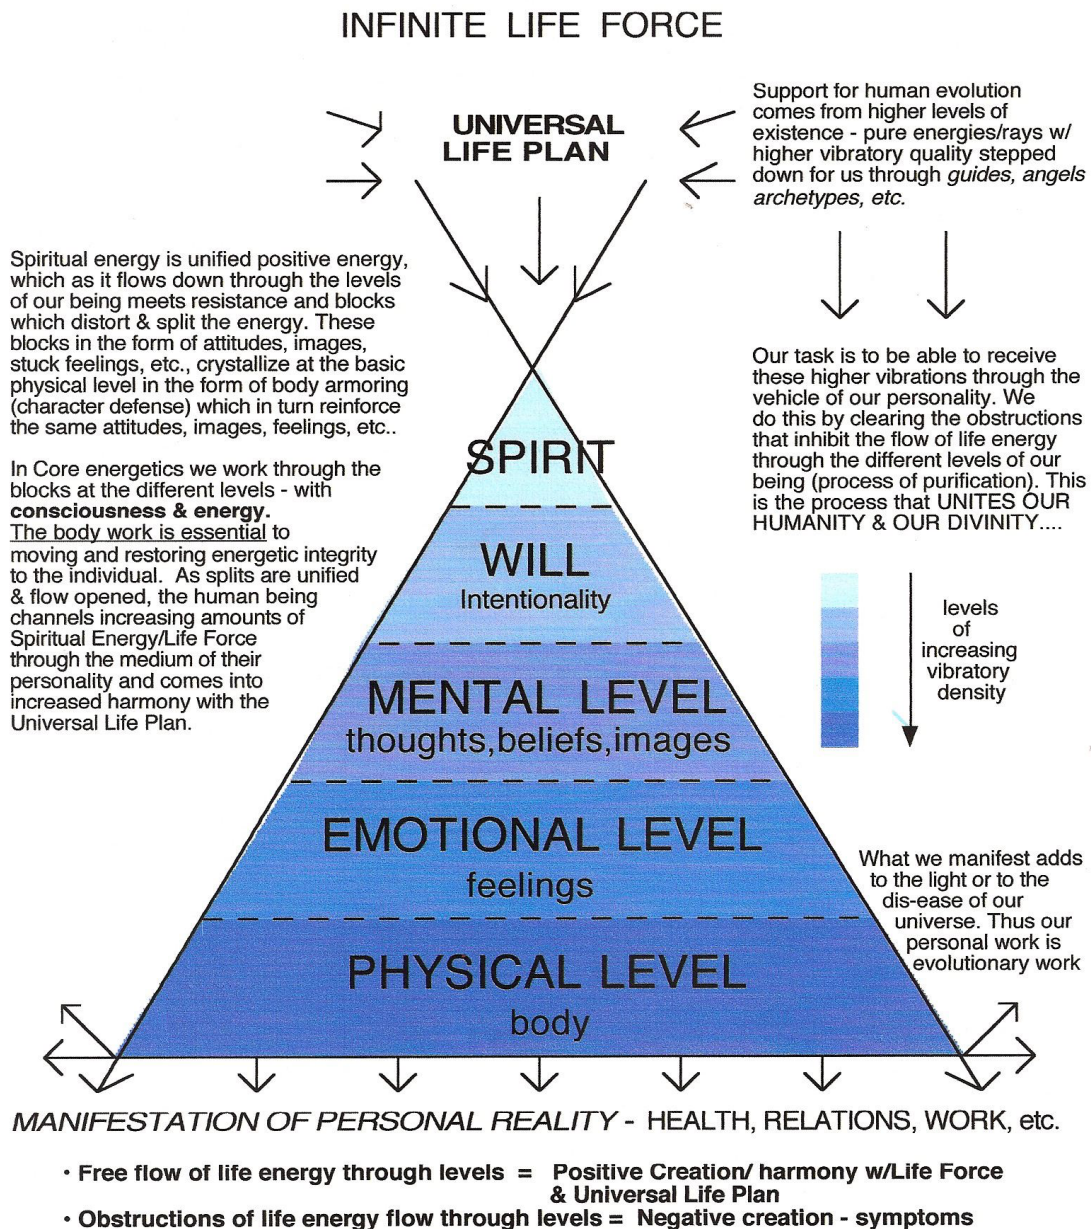 INFINITE LIFE FORCE
UNIVERSAL
LIFE PLAN
Support for human evolution
comes from higher levels of
existence - pure energies/rays w/
higher vibratory quality stepped
down for us through guides, angels
archetypes, etc.
Spiritual energy is unified positive energy,
which as it flows down through the levels
of our being meets resistance and blocks
which distort & split the energy. These
blocks in the form of attitudes, images,
stuck feelings, etc., crystallize at the basic
physical level in the form of body armoring
(character defense) which in turn reinforce
the same attitudes, images, feelings, etc..
In Core energetics we work through the
blocks at the different levels - with
consciousness & energy.
The body work is essential to
moving and restoring energetic integrity
to the individual. As splits are unified
& flow opened, the human being
channels increasing amounts of
Spiritual Energy/Life Force
through the medium of their
personality and comes into
increased harmony with the
Universal Life Plan.
Our task is to be able to receive
these higher vibrations through the
vehicle of our personality. We
do this by clearing the obstructions
that inhibit the flow of life energy
through the different levels of our
being (process of purification). This
is the process that UNITES OUR
HUMANITY & OUR DIVINITY....
levels
of
increasing
vibratory
density
SPIRIT
WILL
Intentionality
MENTAL LEVEL
thoughts,beliefs,images
EMOTIONAL LEVEL
feelings
PHYSICAL LEVEL
body
What we manifest adds
to the light or to the
dis-ease of our
universe. Thus our
personal work is
evolutionary work
MANIFESTATION OF PERSONAL REALITY - HEALTH, RELATIONS, WORK, etc.
• Free flow of life energy through levels = Positive Creation/ harmony w/Life Force
& Universal Life Plan
• Obstructions of life energy flow through levels = Negative creation - symptoms